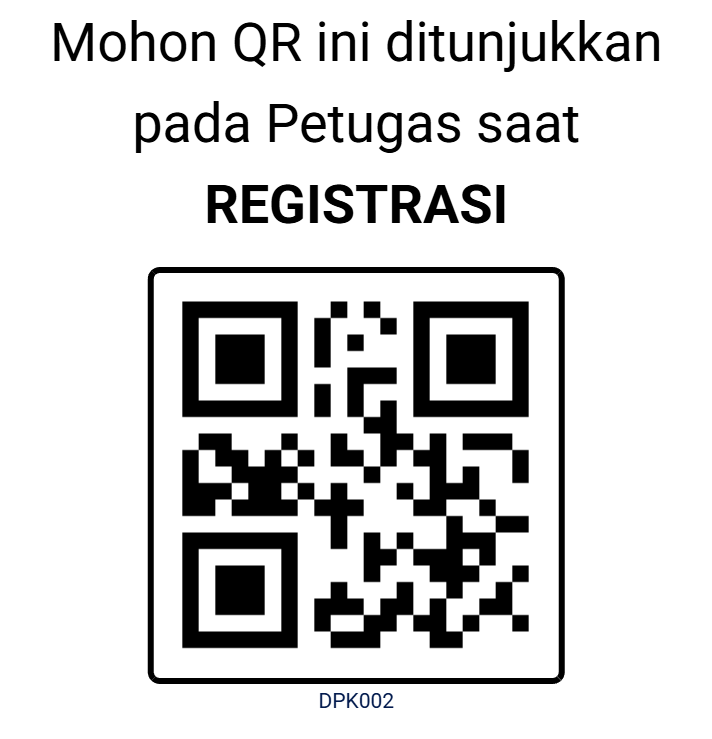 Mohon QR ini ditunjukkan
pada Petugas saat
REGISTRASI
DPK002